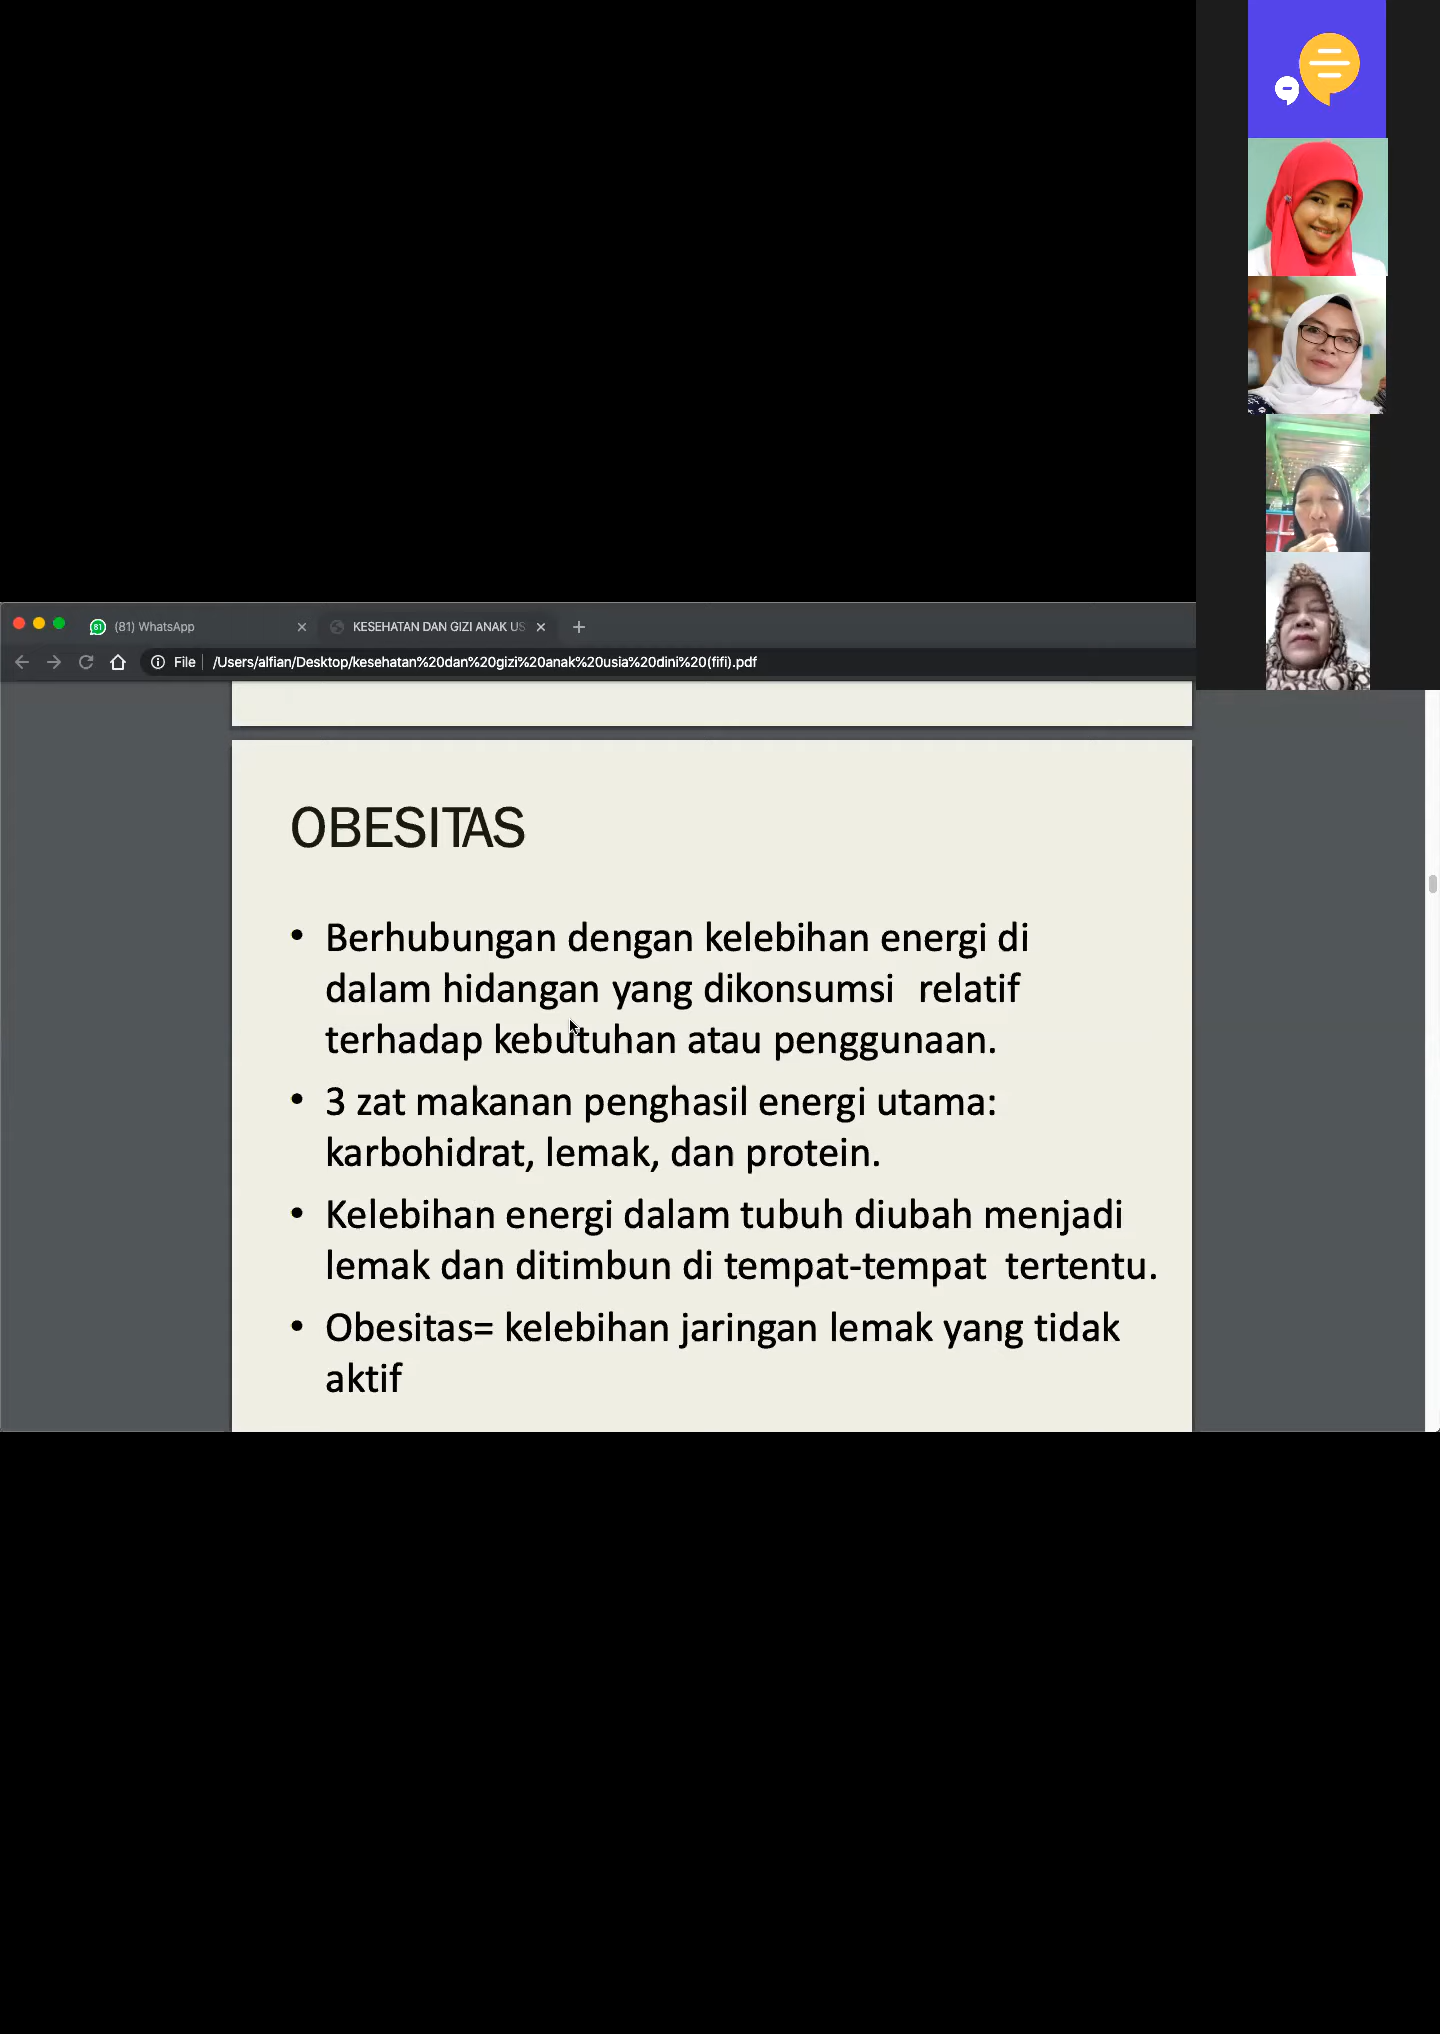 (81) WhatsApp
KESEHATAN DAN GIZI ANAK US
File
/Users/alfian/Desktop/kesehatan%20dan%20gizi%20anak%20usia%20dini%20(fifi).pdf
OBESITAS
• Berhubungan dengan kelebihan energi di
dalam hidangan yang dikonsumsi relatif
terhadap kebutuhan atau penggunaan.
• 3 zat makanan penghasil energi utama:
karbohidrat, lemak, dan protein.
• Kelebihan energi dalam tubuh diubah menjadi
lemak dan ditimbun di tempat-tempat tertentu.
• Obesitas= kelebihan jaringan lemak yang tidak
aktif